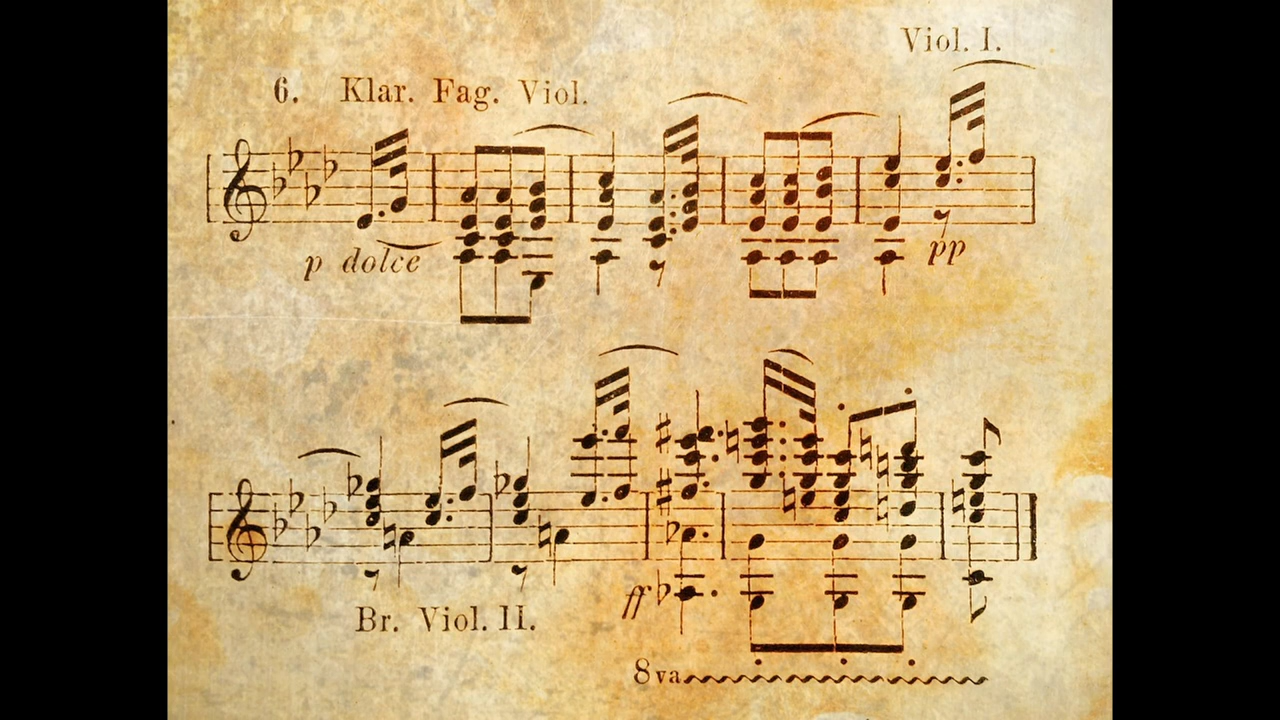 Viol. I.
6. Klar. Fag. Viol.
p dolce
pp
ff
Br. Viol. II.
8va